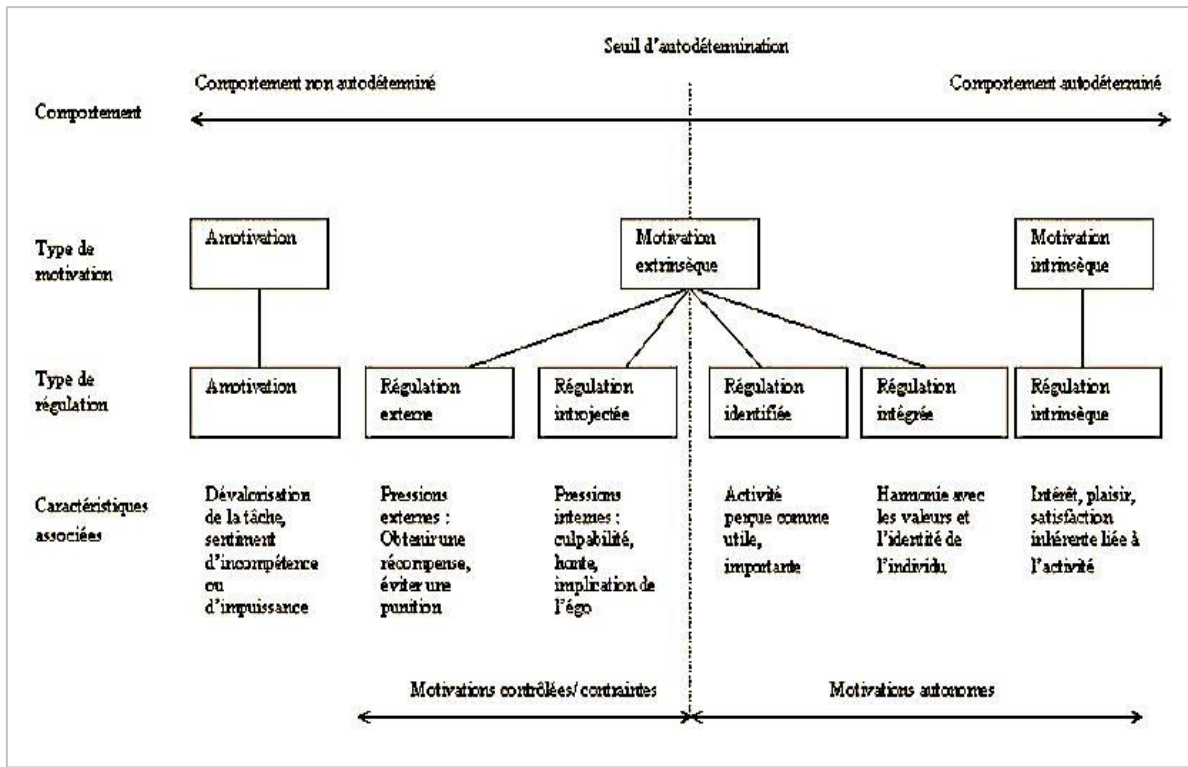 Seuil d'autodétermination
Comportement non autodéterminé
Comportement autodéterminé
Comportement
Type de
motivation
Amotivation
Motivation
extrinsèque
Motivation
intrinsèque
Type de
régulation
Amotivation
Régulation
externe
Régulation
introjectée
Régulation
identifiée
Régulation
intégrée
Régulation
intrinsèque
Caractéristiques
associées
Dévalorisation
de la tâche,
sentiment
d'incompétence
ou
d'impuissance
Pressions
externes :
Obtenir une
récompense,
éviter une
punition
Pressions
internes :
culpabilité,
honte,
implication de
l'égo
Activité
perçue comme
utile,
importante
Harmonie avec
les valeurs et
l'identité de
l'individu
Intérêt, plaisir,
satisfaction
inhérente liée à
l'activité
Motivations contrôlées/ contraintes
Motivations autonomes